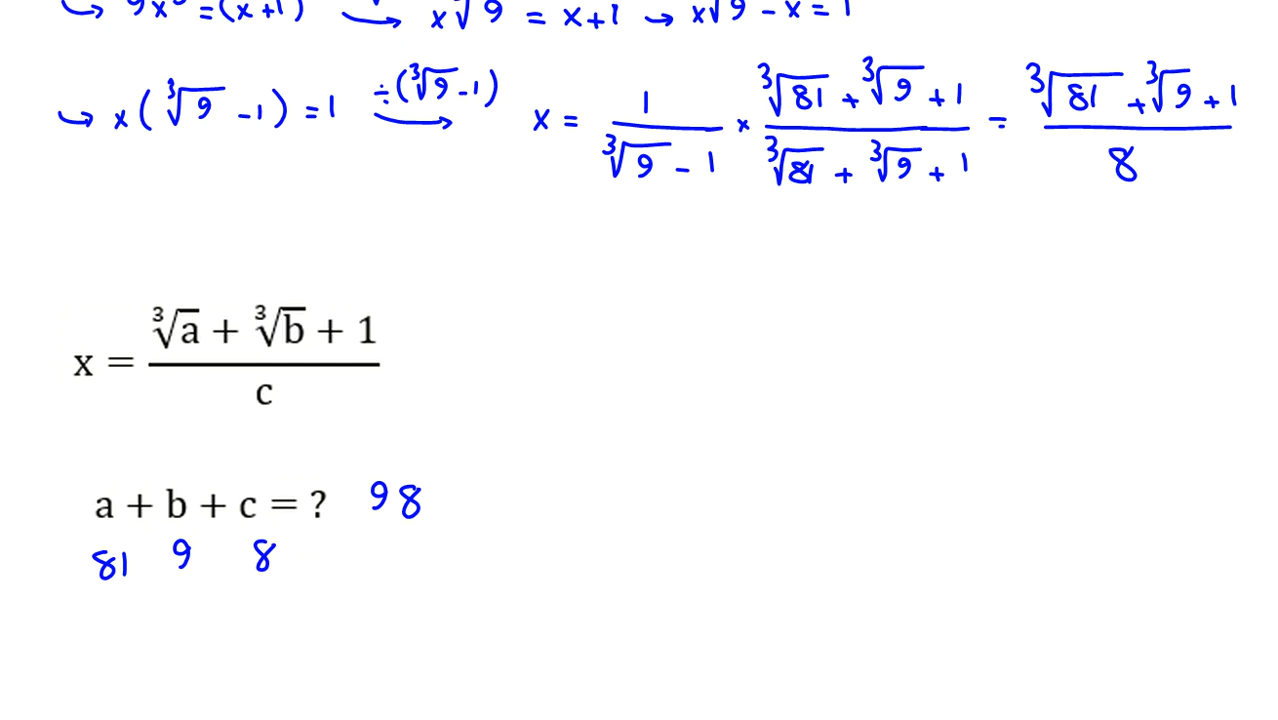 ↳ 9x³ = (x+1)³ → x∛9 = x+1 → x∛9 - x = 1
↳ x(∛9 - 1) = 1 ÷(∛9 - 1) → x = 1/(∛9 - 1) × (∛81 + ∛9 + 1)/(∛81 + ∛9 + 1) = (∛81 + ∛9 + 1)/8
x = (∛a + ∛b + 1)/c
a + b + c = ? 98
81 9 8